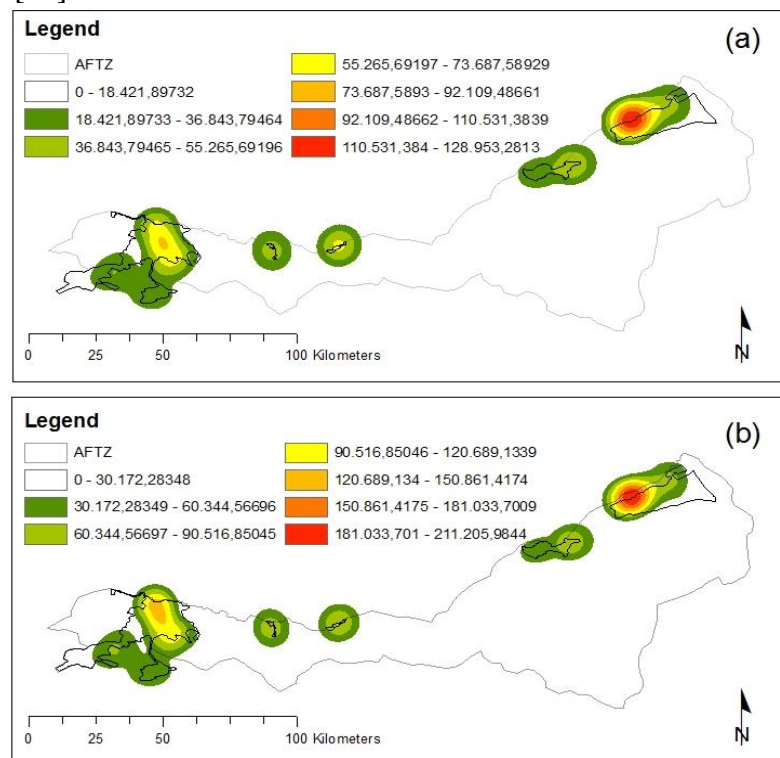 Legend
(a)
AFTZ
0 - 18.421,89732
18.421,89733 - 36.843,79464
36.843,79465 - 55.265,69196
55.265,69197 - 73.687,58929
73.687,5893 - 92.109,48661
92.109,48662 - 110.531,3839
110.531,384 - 128.953,2813
0 25 50 100 Kilometers
N
Legend
(b)
AFTZ
0 - 30.172,28348
30.172,28349 - 60.344,56696
60.344,56697 - 90.516,85045
90.516,85046 - 120.689,1339
120.689,134 - 150.861,4174
150.861,4175 - 181.033,7009
181.033,701 - 211.205,9844
0 25 50 100 Kilometers
N